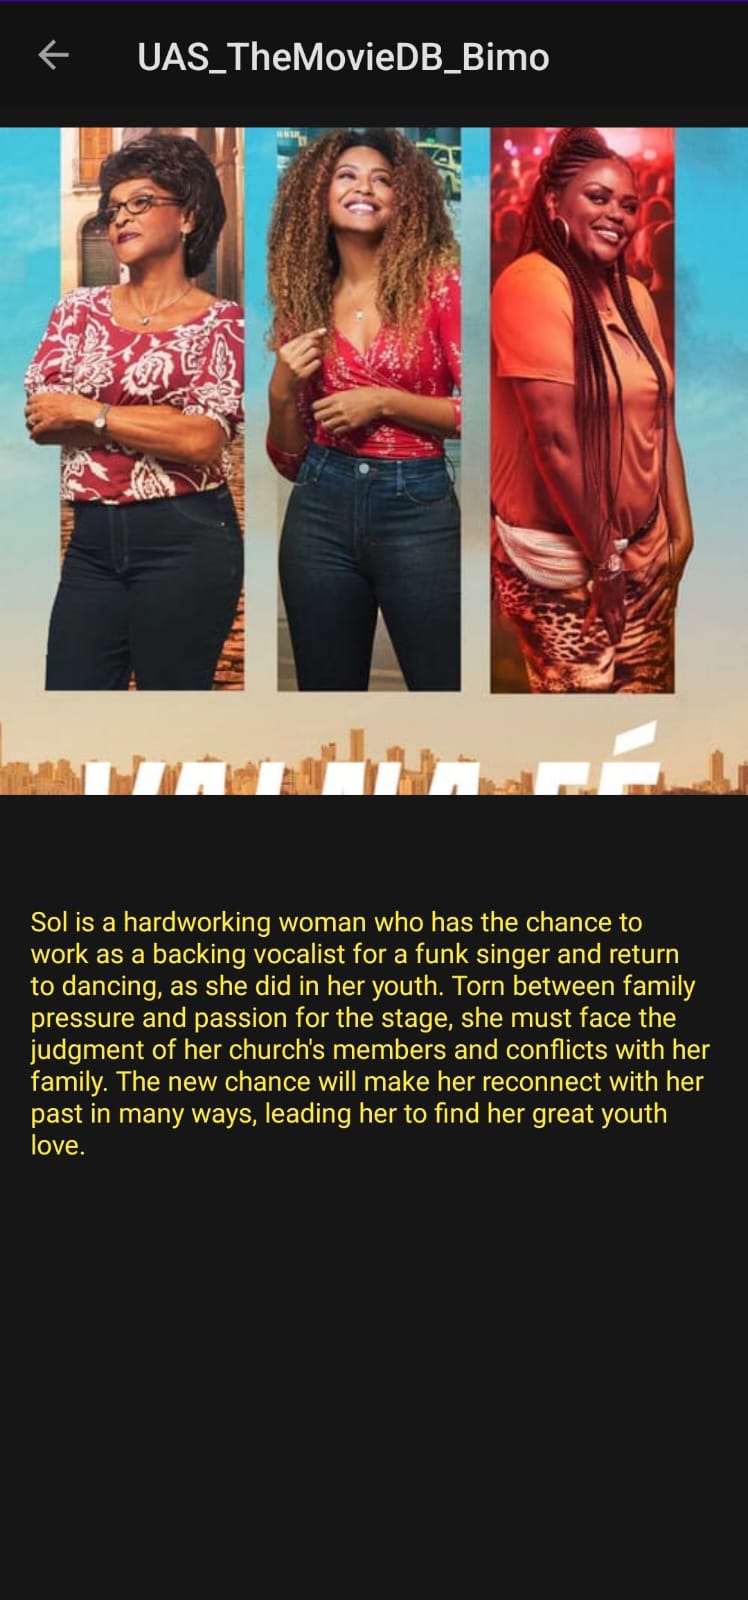 UAS_TheMovieDB_Bimo
VAI NA FÉ
Sol is a hardworking woman who has the chance to
work as a backing vocalist for a funk singer and return
to dancing, as she did in her youth. Torn between family
pressure and passion for the stage, she must face the
judgment of her church's members and conflicts with her
family. The new chance will make her reconnect with her
past in many ways, leading her to find her great youth
love.